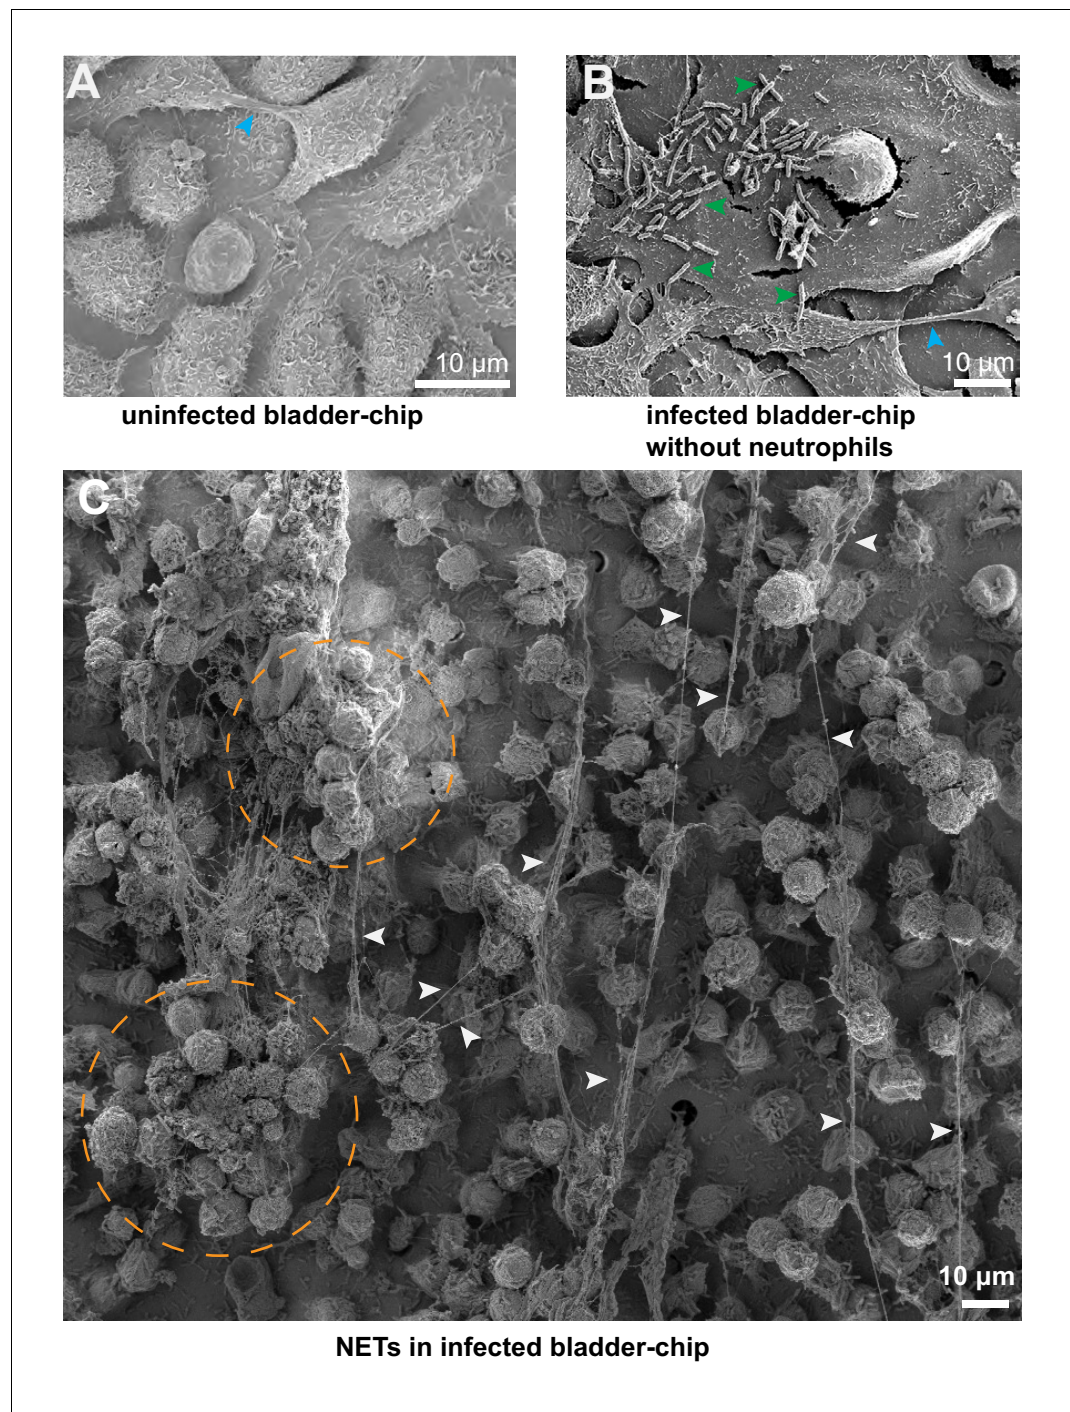 A
10 µm
uninfected bladder-chip
B
10 µm
infected bladder-chip
without neutrophils
C
10 µm
NETs in infected bladder-chip